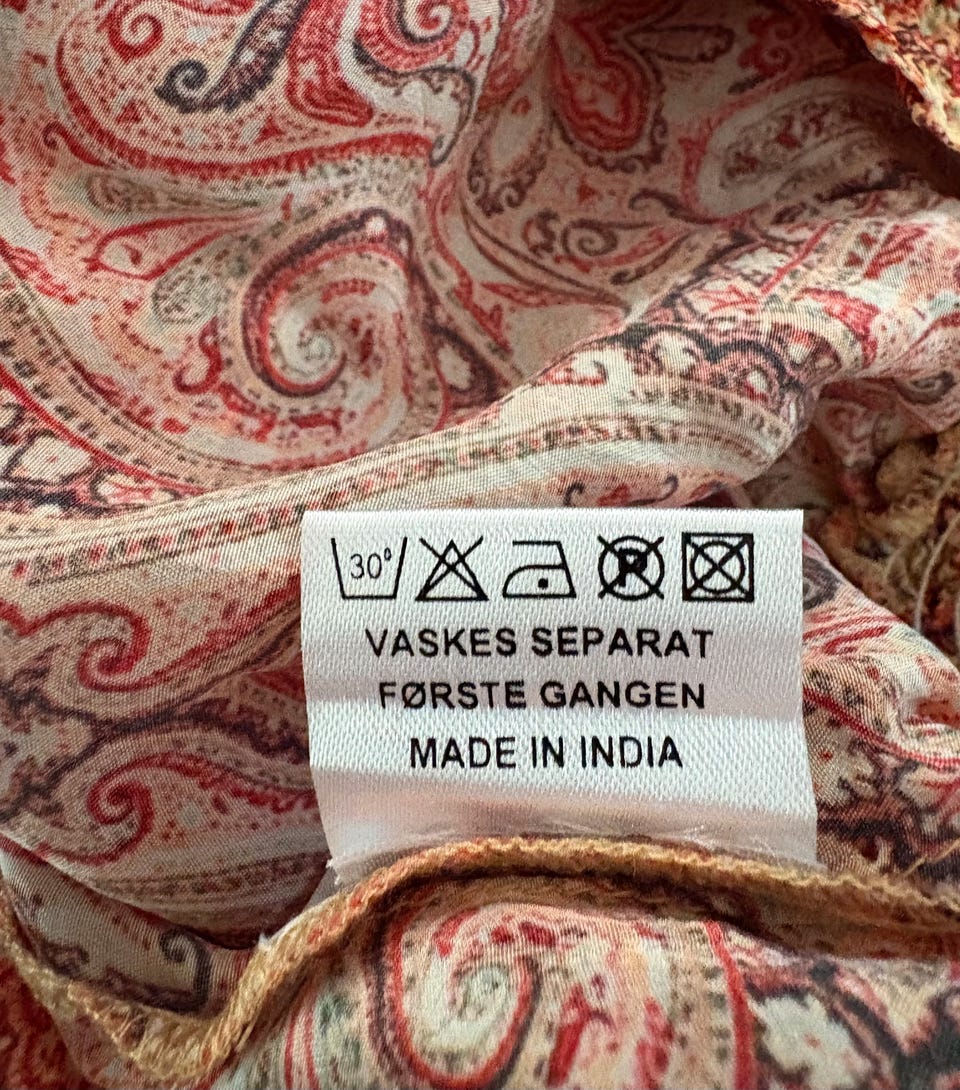 30° P
VASKES SEPARAT
FØRSTE GANGEN
MADE IN INDIA